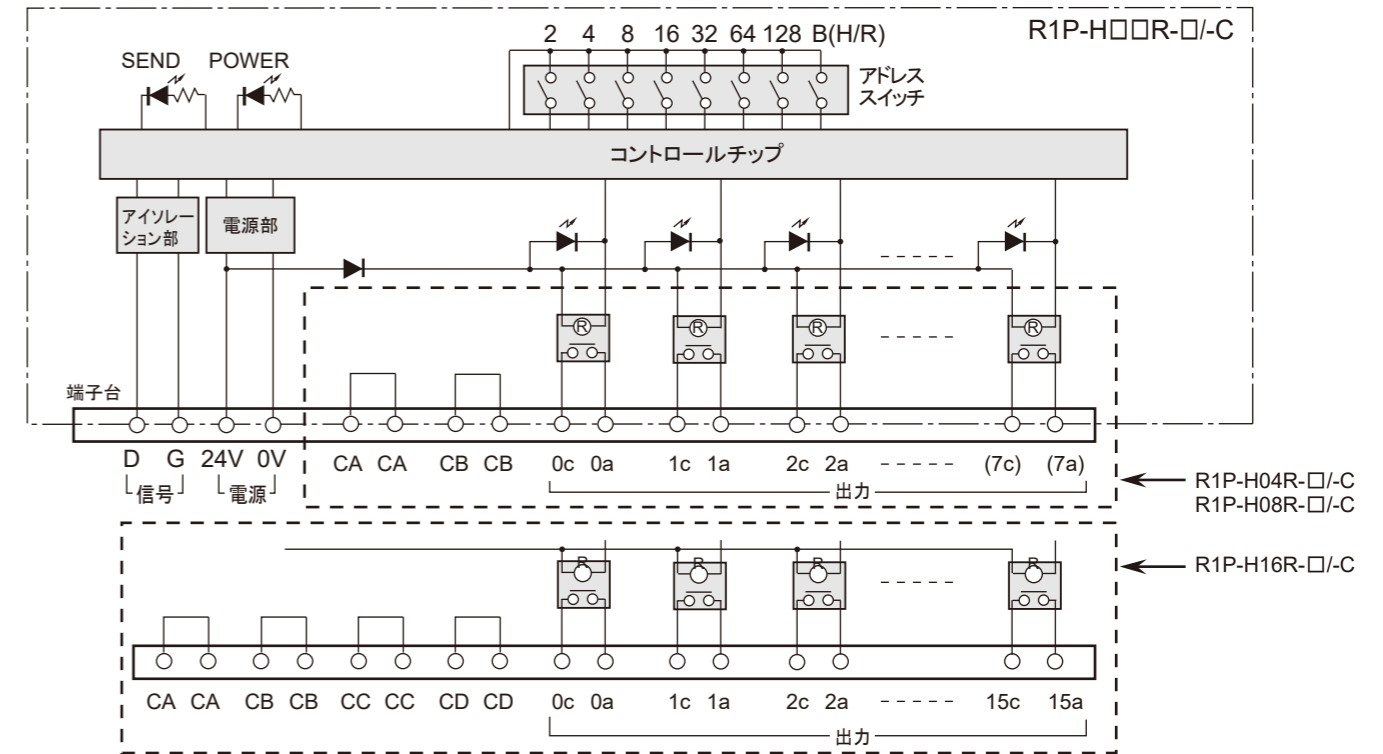 R1P-H□□R-□/-C
2 4 8 16 32 64 128 B(H/R)
SEND POWER
アドレス
スイッチ
コントロールチップ
アイソレー
ション部
電源部
R R R R
端子台
D G 24V 0V CA CA CB CB 0c 0a 1c 1a 2c 2a (7c) (7a)
信号 電源 出力
R1P-H04R-□/-C
R1P-H08R-□/-C
R1P-H16R-□/-C
R R R R
CA CA CB CB CC CC CD CD 0c 0a 1c 1a 2c 2a 15c 15a
出力